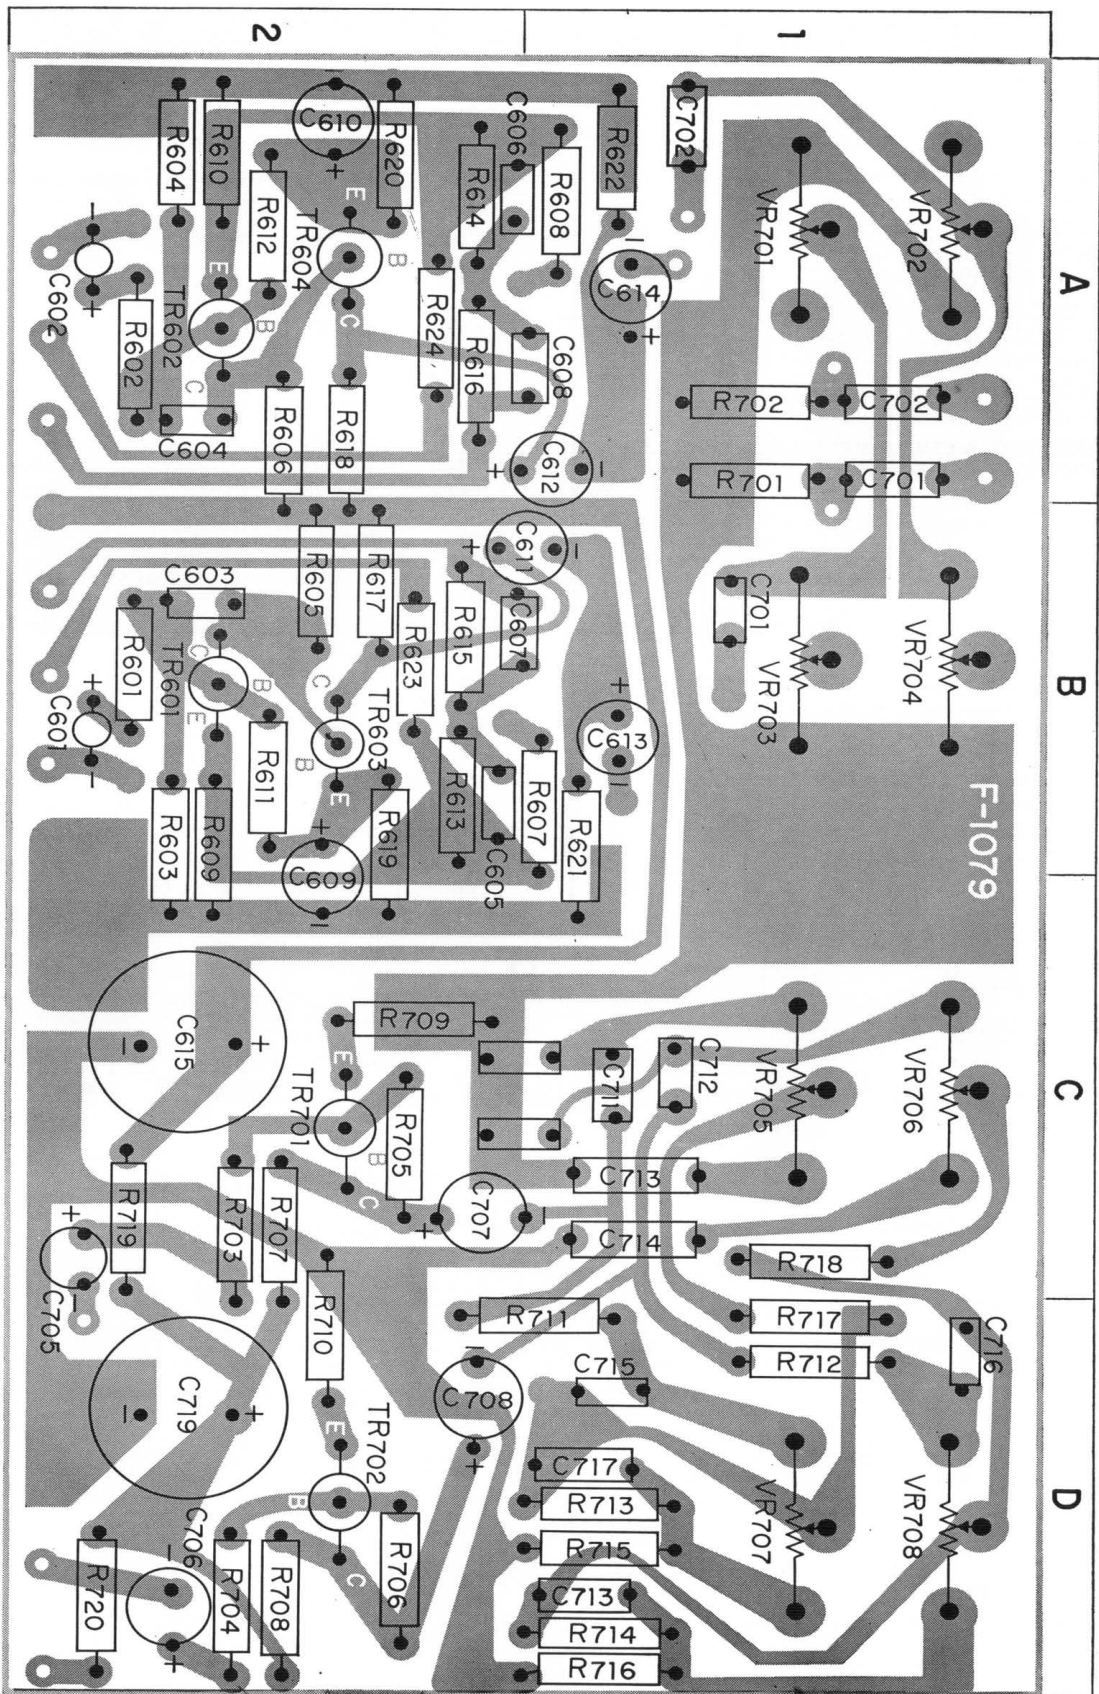 2
1
A
B
C
D
F-1079
R604
R610
C610
+
R620
C606
R608
R622
C702
R612
TR604
E
B
C
R614
C614
−
+
VR701
VR702
−
C602
+
R602
TR602
E
B
C
C604
R624
R616
C608
R606
R618
+
C612
−
R702
C702
R701
C701
C603
R605
R617
+
C611
−
C607
R615
R623
C701
VR703
VR704
R601
TR601
C
B
E
+
C601
−
R611
C
TR603
B
E
R613
C605
R607
+
C613
−
R621
R603
R609
+
C609
−
R619
C615
−
+
R709
E
TR701
B
C
R705
C711
C712
VR705
VR706
C713
C714
+
C707
−
R719
R703
R707
+
C705
−
R710
R718
R717
R712
R711
C715
C716
−
C708
+
C719
−
+
TR702
E
B
C
C717
R713
R715
C713
R714
R716
VR707
VR708
C706
−
+
R720
R704
R708
R706